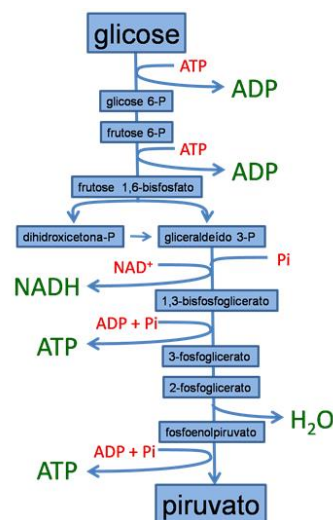 glicose
ATP
ADP
glicose 6-P
frutose 6-P
ATP
ADP
frutose 1,6-bisfosfato
dihidroxicetona-P
gliceraldeído 3-P
NAD⁺
Pi
NADH
1,3-bisfosfoglicerato
ADP + Pi
ATP
3-fosfoglicerato
2-fosfoglicerato
H₂O
fosfoenolpiruvato
ADP + Pi
ATP
piruvato